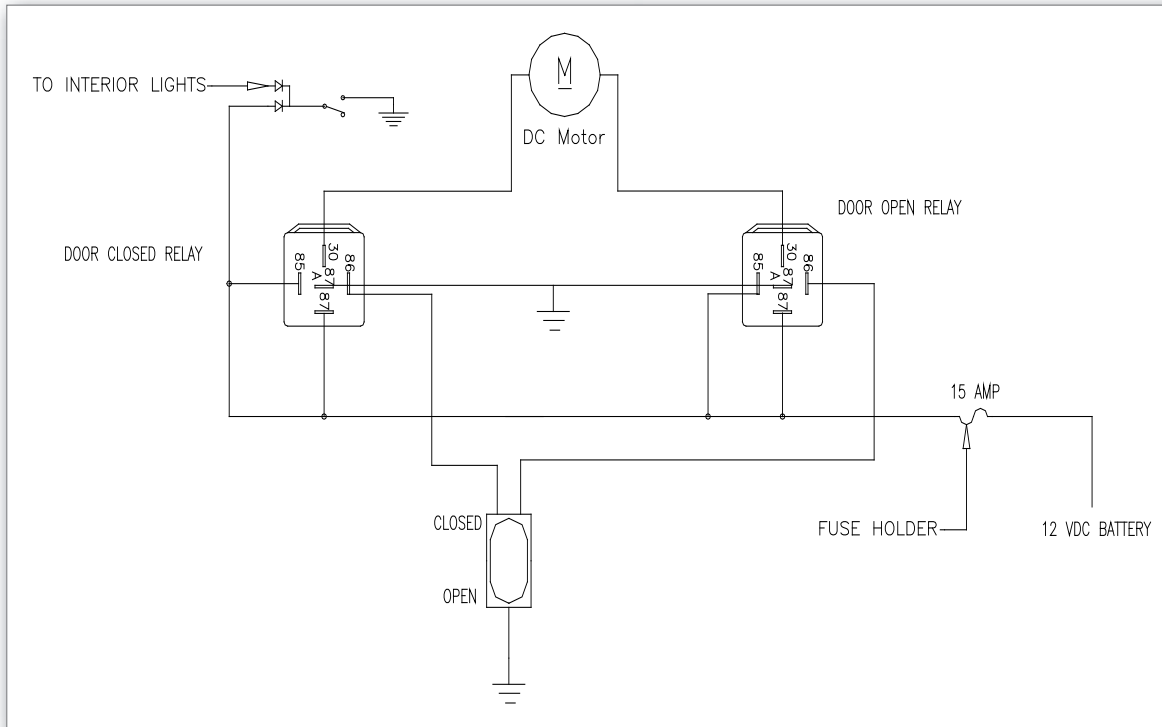 TO INTERIOR LIGHTS
M
DC Motor
DOOR OPEN RELAY
DOOR CLOSED RELAY
30
85
87
A
86
87
30
85
87
A
86
87
15 AMP
CLOSED
OPEN
FUSE HOLDER
12 VDC BATTERY